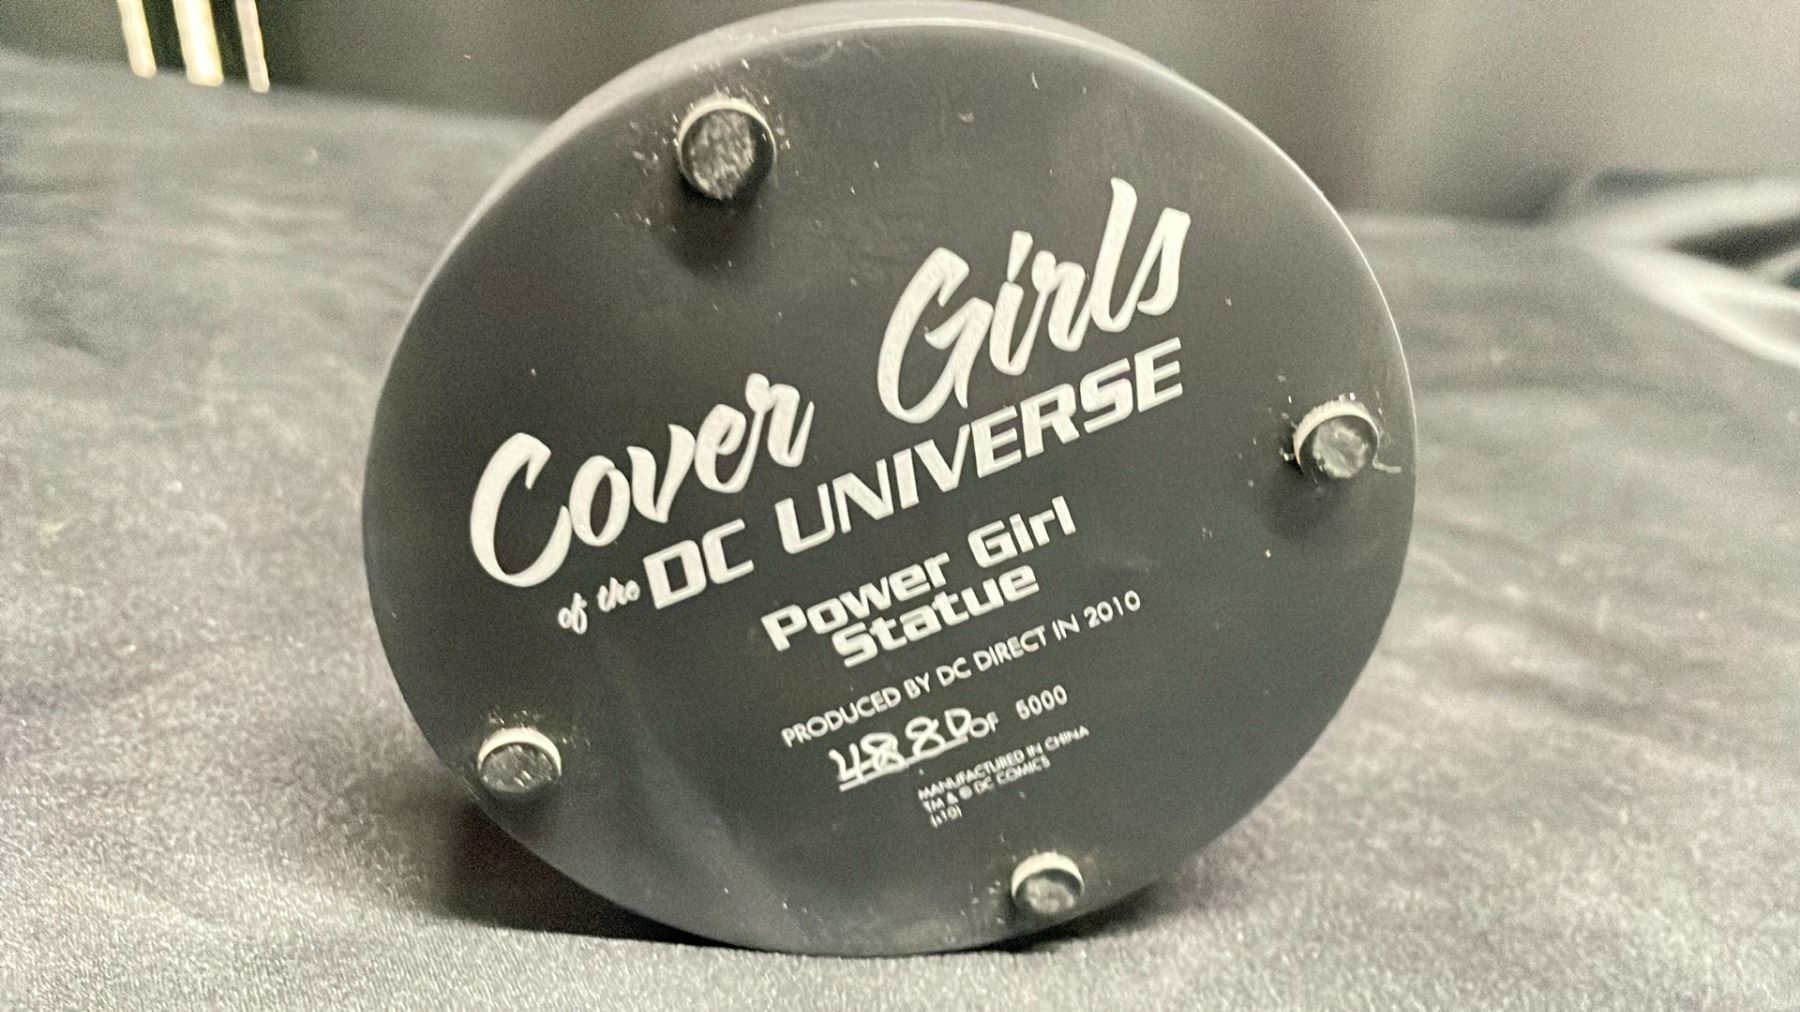 Cover Girls
of the DC UNIVERSE
Power Girl
Statue
PRODUCED BY DC DIRECT IN 2010
4880 OF 5000
MANUFACTURED IN CHINA
TM & © DC COMICS
(s10)